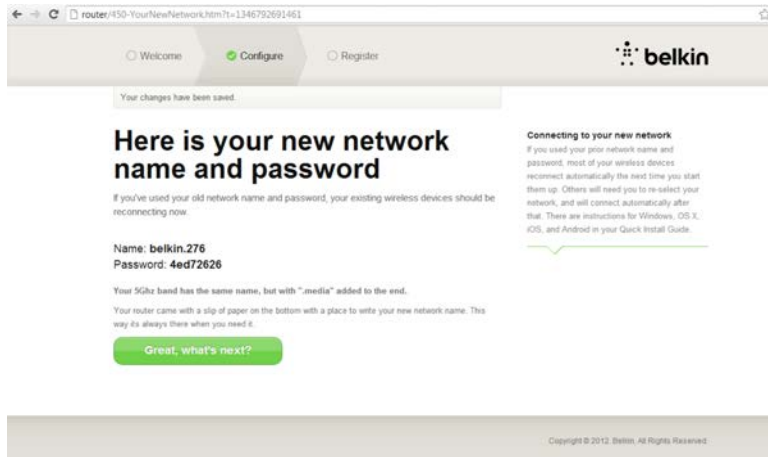 router/450-YourNewNetwork.htm?t=1346792691461
Welcome
Configure
Register
belkin
Your changes have been saved.
Here is your new network
name and password
If you've used your old network name and password, your existing wireless devices should be
reconnecting now.
Name: belkin.276
Password: 4ed72626
Your 5Ghz band has the same name, but with ".media" added to the end.
Your router came with a slip of paper on the bottom with a place to write your new network name. This
way its always there when you need it.
Great, what's next?
Connecting to your new network
If you used your prior network name and
password, most of your wireless devices
reconnect automatically the next time you start
them up. Others will need you to re-select your
network, and will connect automatically after
that. There are instructions for Windows, OS X,
iOS, and Android in your Quick Install Guide.
Copyright © 2012. Belkin, All Rights Reserved.